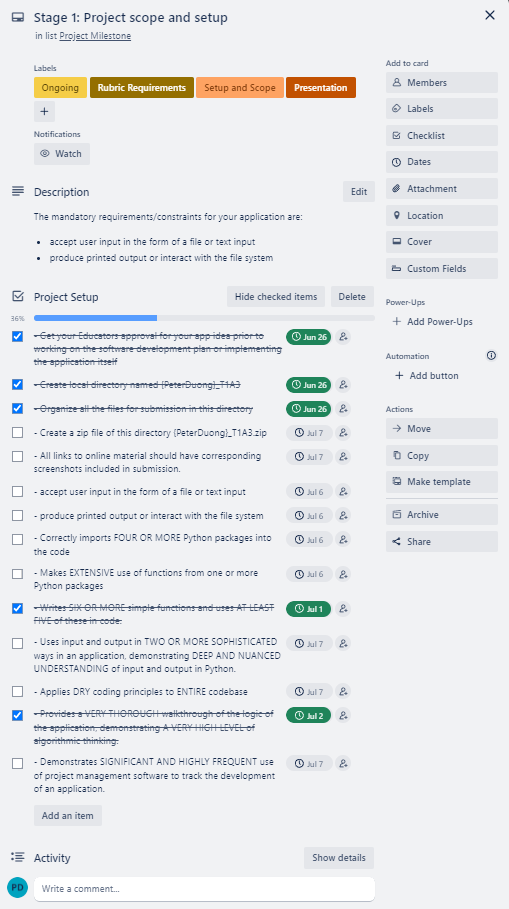 Stage 1: Project scope and setup
in list Project Milestone
Labels
Ongoing
Rubric Requirements
Setup and Scope
Presentation
Notifications
Watch
Description
Edit
The mandatory requirements/constraints for your application are:
accept user input in the form of a file or text input
produce printed output or interact with the file system
Project Setup
Hide checked items
Delete
36%
- Get your Educators approval for your app idea prior to
working on the software development plan or implementing
the application itself
Jun 26
- Create local directory named {PeterDuong}_T1A3
Jun 26
- Organize all the files for submission in this directory
Jun 26
- Create a zip file of this directory {PeterDuong}_T1A3.zip
Jul 7
- All links to online material should have corresponding
screenshots included in submission.
Jul 7
- accept user input in the form of a file or text input
Jul 6
- produce printed output or interact with the file system
Jul 6
- Correctly imports FOUR OR MORE Python packages into
the code
Jul 6
- Makes EXTENSIVE use of functions from one or more
Python packages
Jul 6
- Writes SIX OR MORE simple functions and uses AT LEAST
FIVE of these in code.
Jul 1
- Uses input and output in TWO OR MORE SOPHISTICATED
ways in an application, demonstrating DEEP AND NUANCED
UNDERSTANDING of input and output in Python.
Jul 7
- Applies DRY coding principles to ENTIRE codebase
Jul 7
- Provides a VERY THOROUGH walkthrough of the logic of
the application, demonstrating A VERY HIGH LEVEL of
algorithmic thinking.
Jul 2
- Demonstrates SIGNIFICANT AND HIGHLY FREQUENT use
of project management software to track the development
of an application.
Jul 7
Add an item
Activity
Show details
PD
Write a comment...
Add to card
Members
Labels
Checklist
Dates
Attachment
Location
Cover
Custom Fields
Power-Ups
+ Add Power-Ups
Automation
+ Add button
Actions
Move
Copy
Make template
Archive
Share